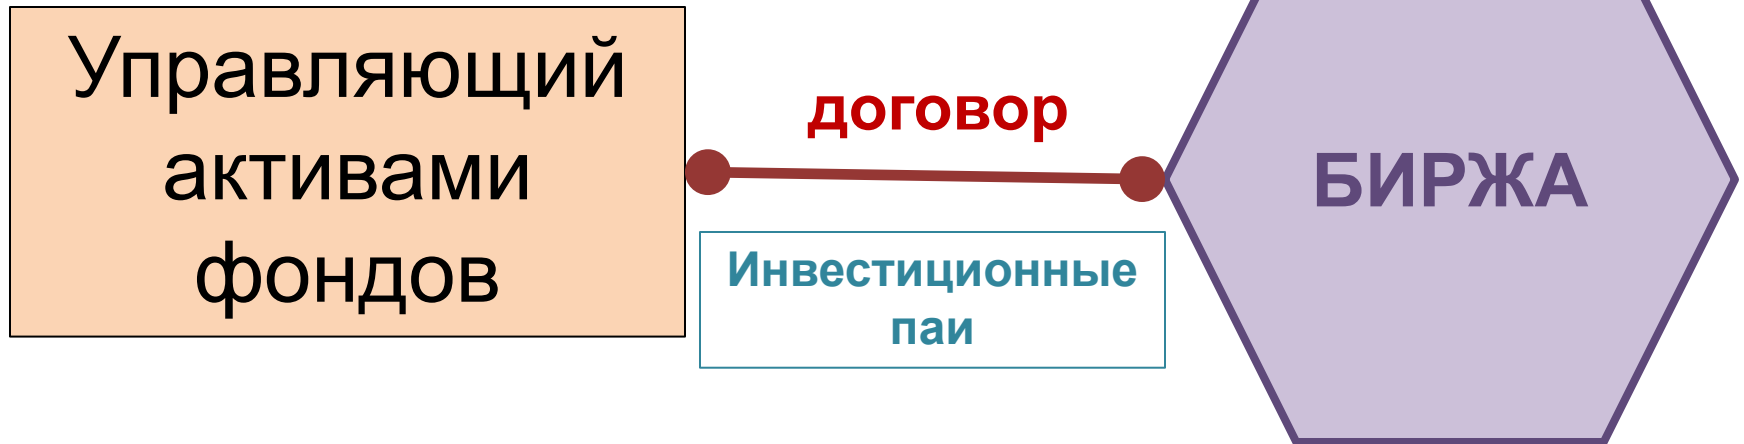 Управляющий
активами
фондов
договор
Инвестиционные
паи
БИРЖА